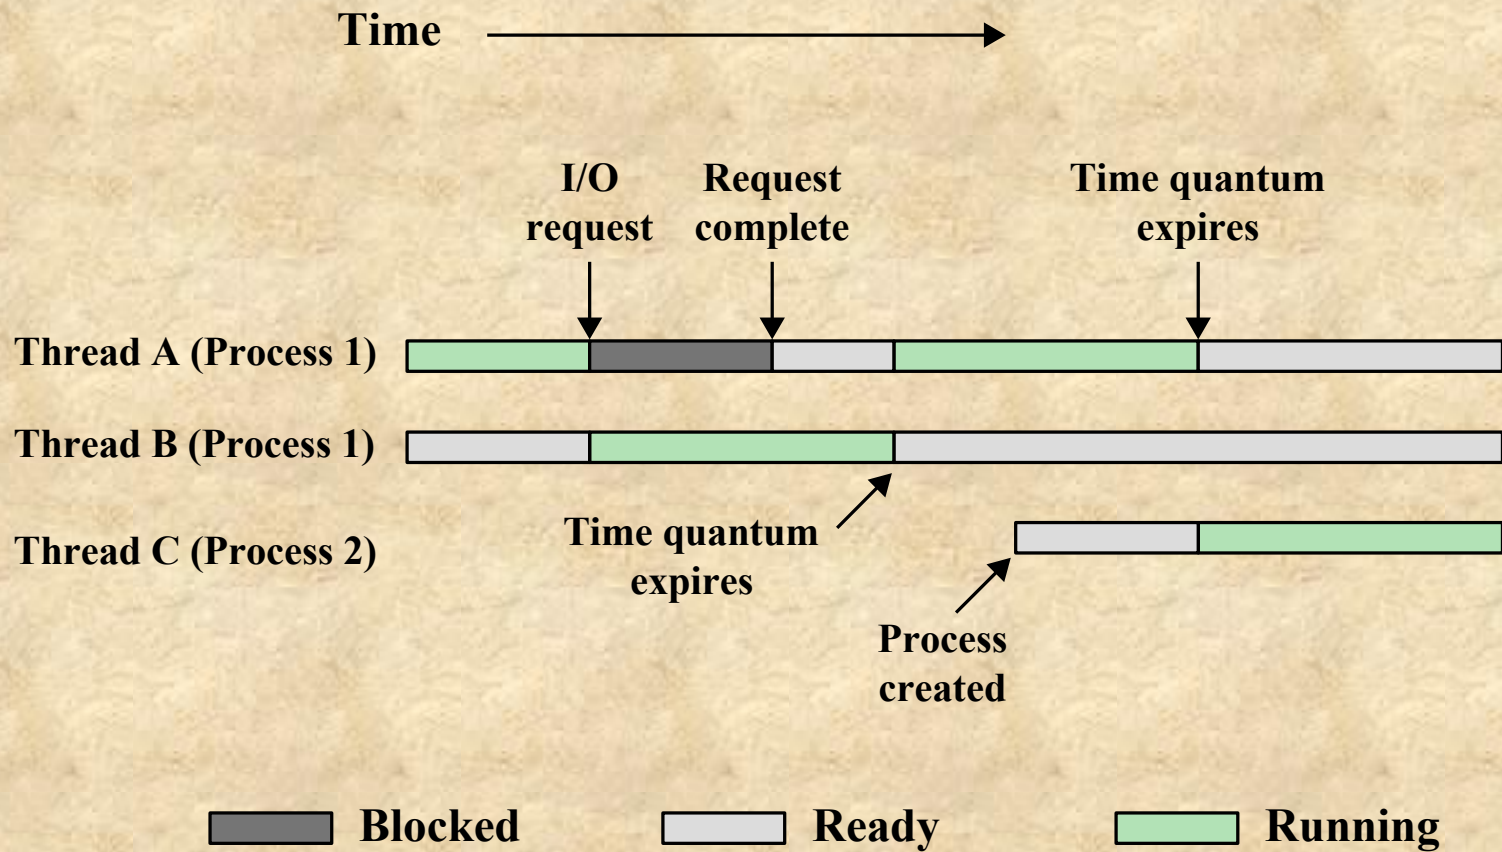 Time
I/O
request
Request
complete
Time quantum
expires
Thread A (Process 1)
Thread B (Process 1)
Thread C (Process 2)
Time quantum
expires
Process
created
Blocked
Ready
Running